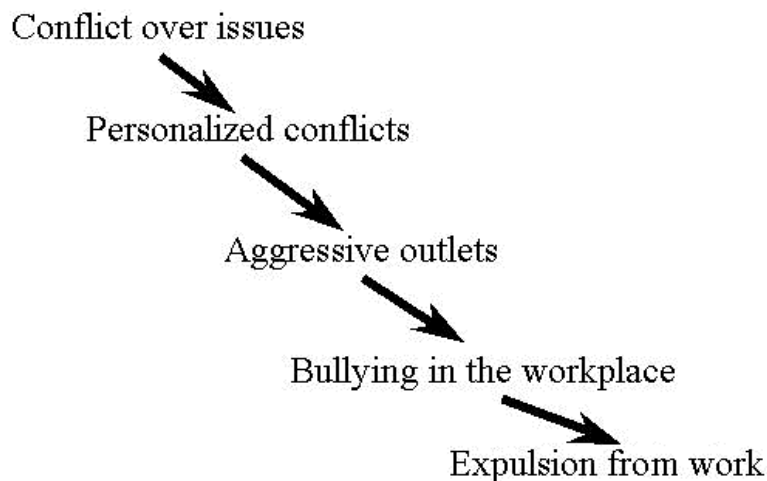 Conflict over issues
Personalized conflicts
Aggressive outlets
Bullying in the workplace
Expulsion from work